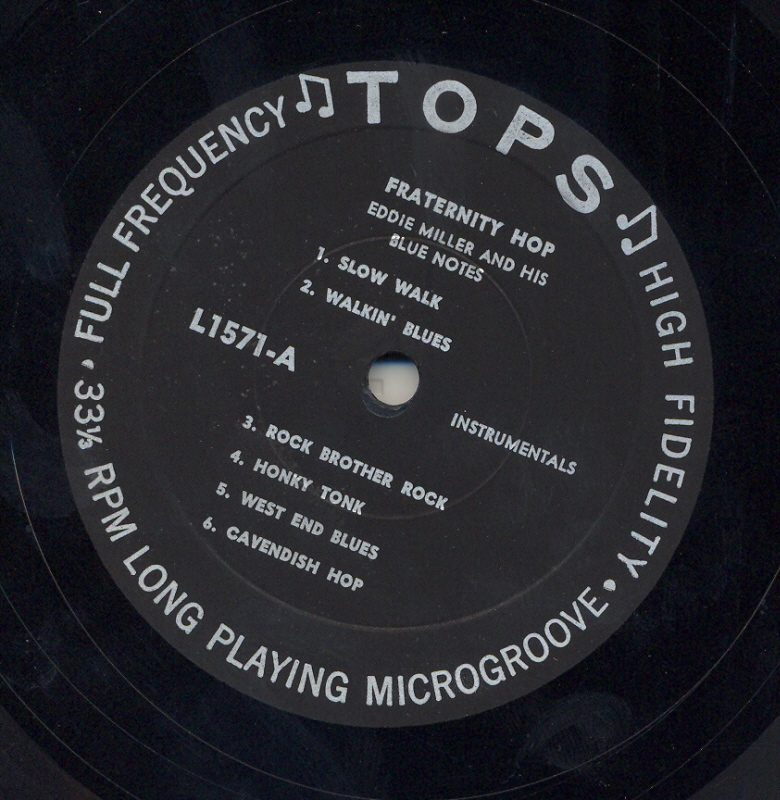 ♫ TOPS ♫
FRATERNITY HOP
EDDIE MILLER AND HIS
BLUE NOTES
1. SLOW WALK
2. WALKIN' BLUES
L1571-A
INSTRUMENTALS
3. ROCK BROTHER ROCK
4. HONKY TONK
5. WEST END BLUES
6. CAVENDISH HOP
HIGH FIDELITY • 33⅓ RPM LONG PLAYING MICROGROOVE • FULL FREQUENCY